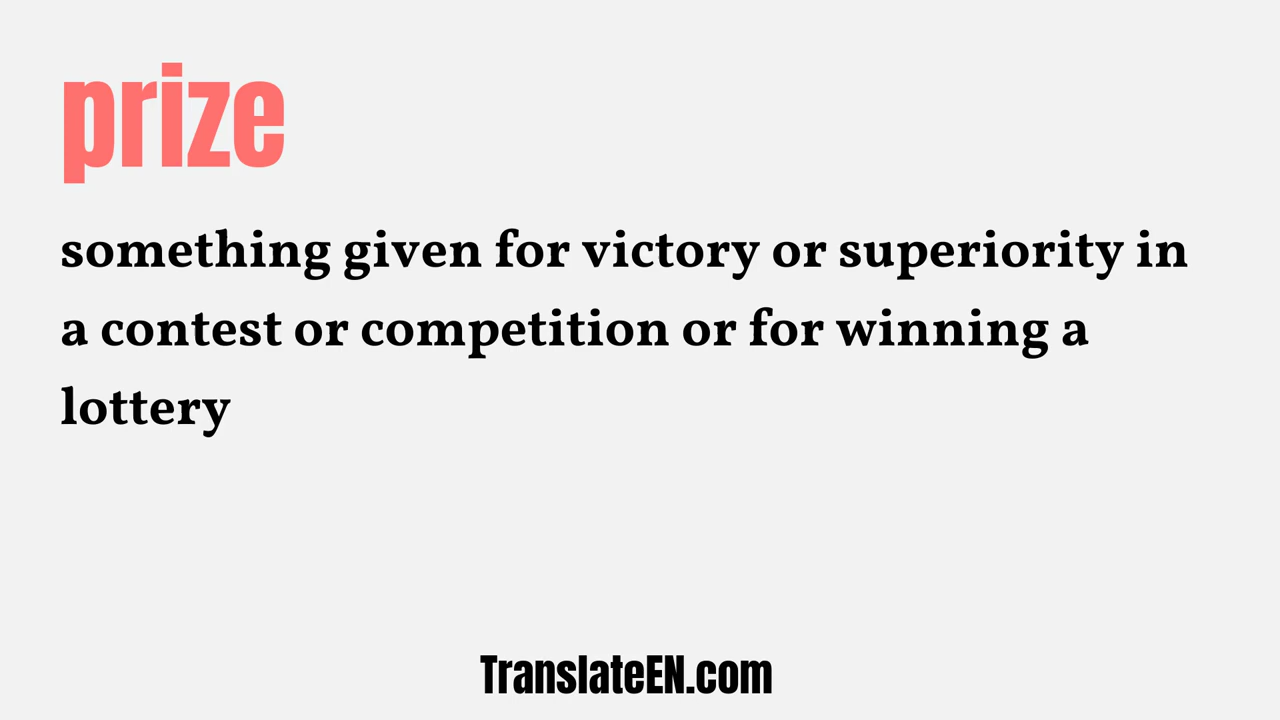 prize
something given for victory or superiority in
a contest or competition or for winning a
lottery
TranslateEN.com